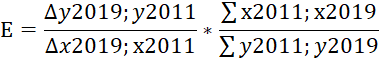 E = Δy2019; y2011 / Δx2019; x2011 * ∑ x2011; x2019 / ∑ y2011; y2019